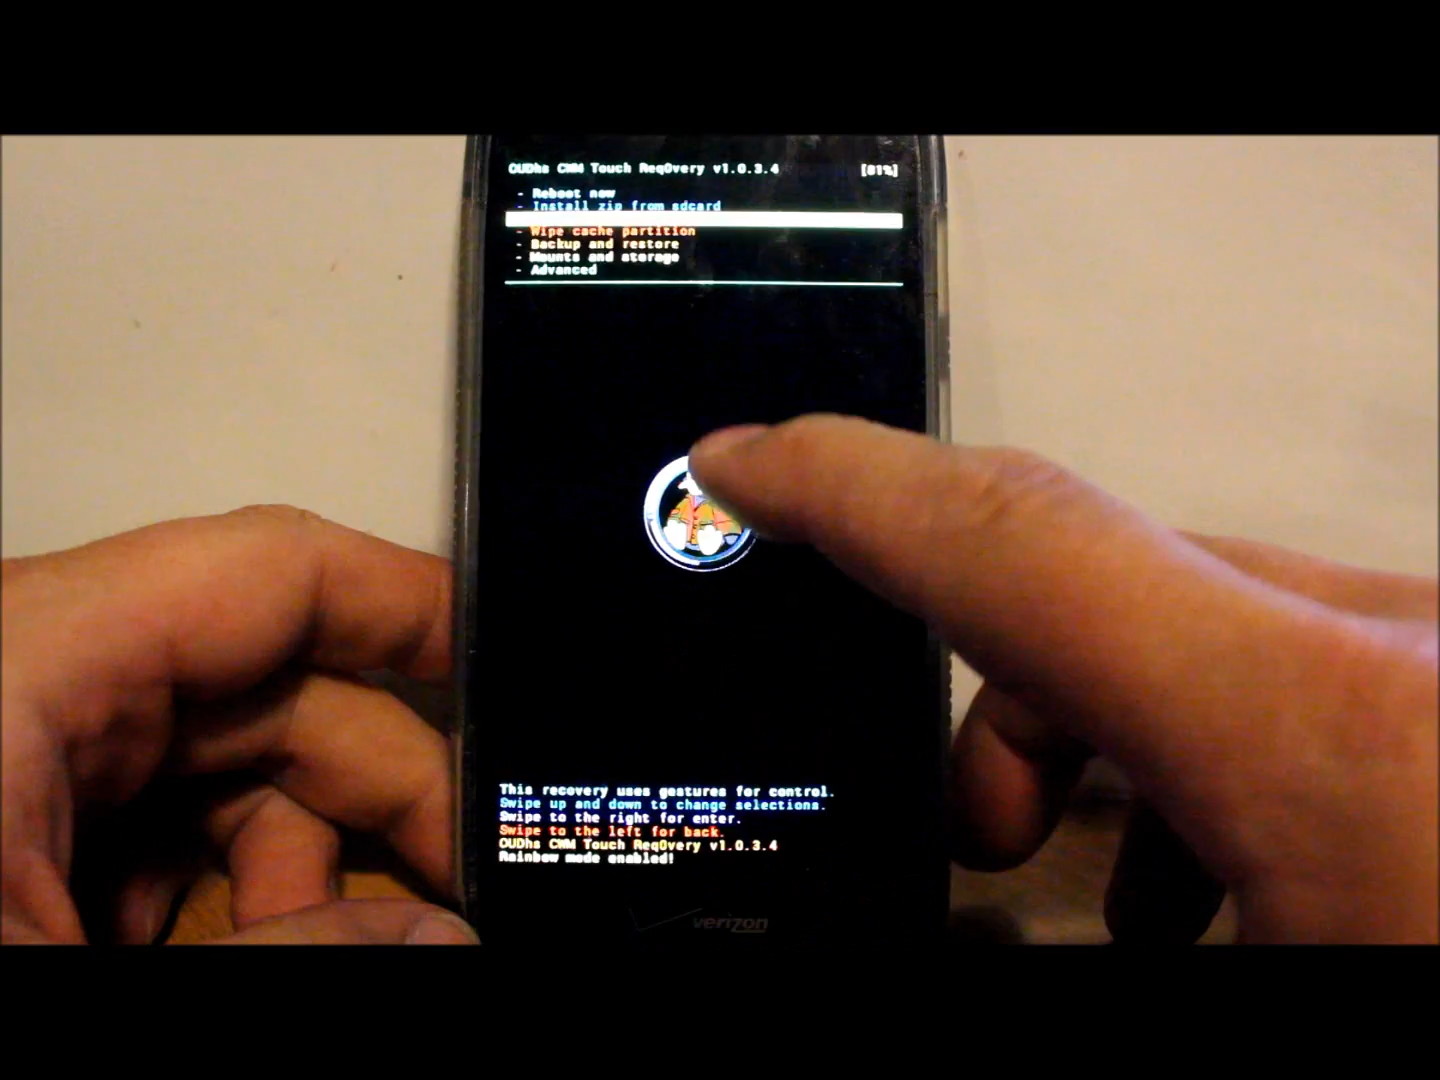 OUDhs CWM Touch Req0very v1.0.3.4 [81%]
- Reboot now
- Install zip from sdcard
- Wipe cache partition
- Backup and restore
- Mounts and storage
- Advanced
This recovery uses gestures for control.
Swipe up and down to change selections.
Swipe to the right for enter.
Swipe to the left for back.
OUDhs CWM Touch Req0very v1.0.3.4
Rainbow mode enabled!
verizon